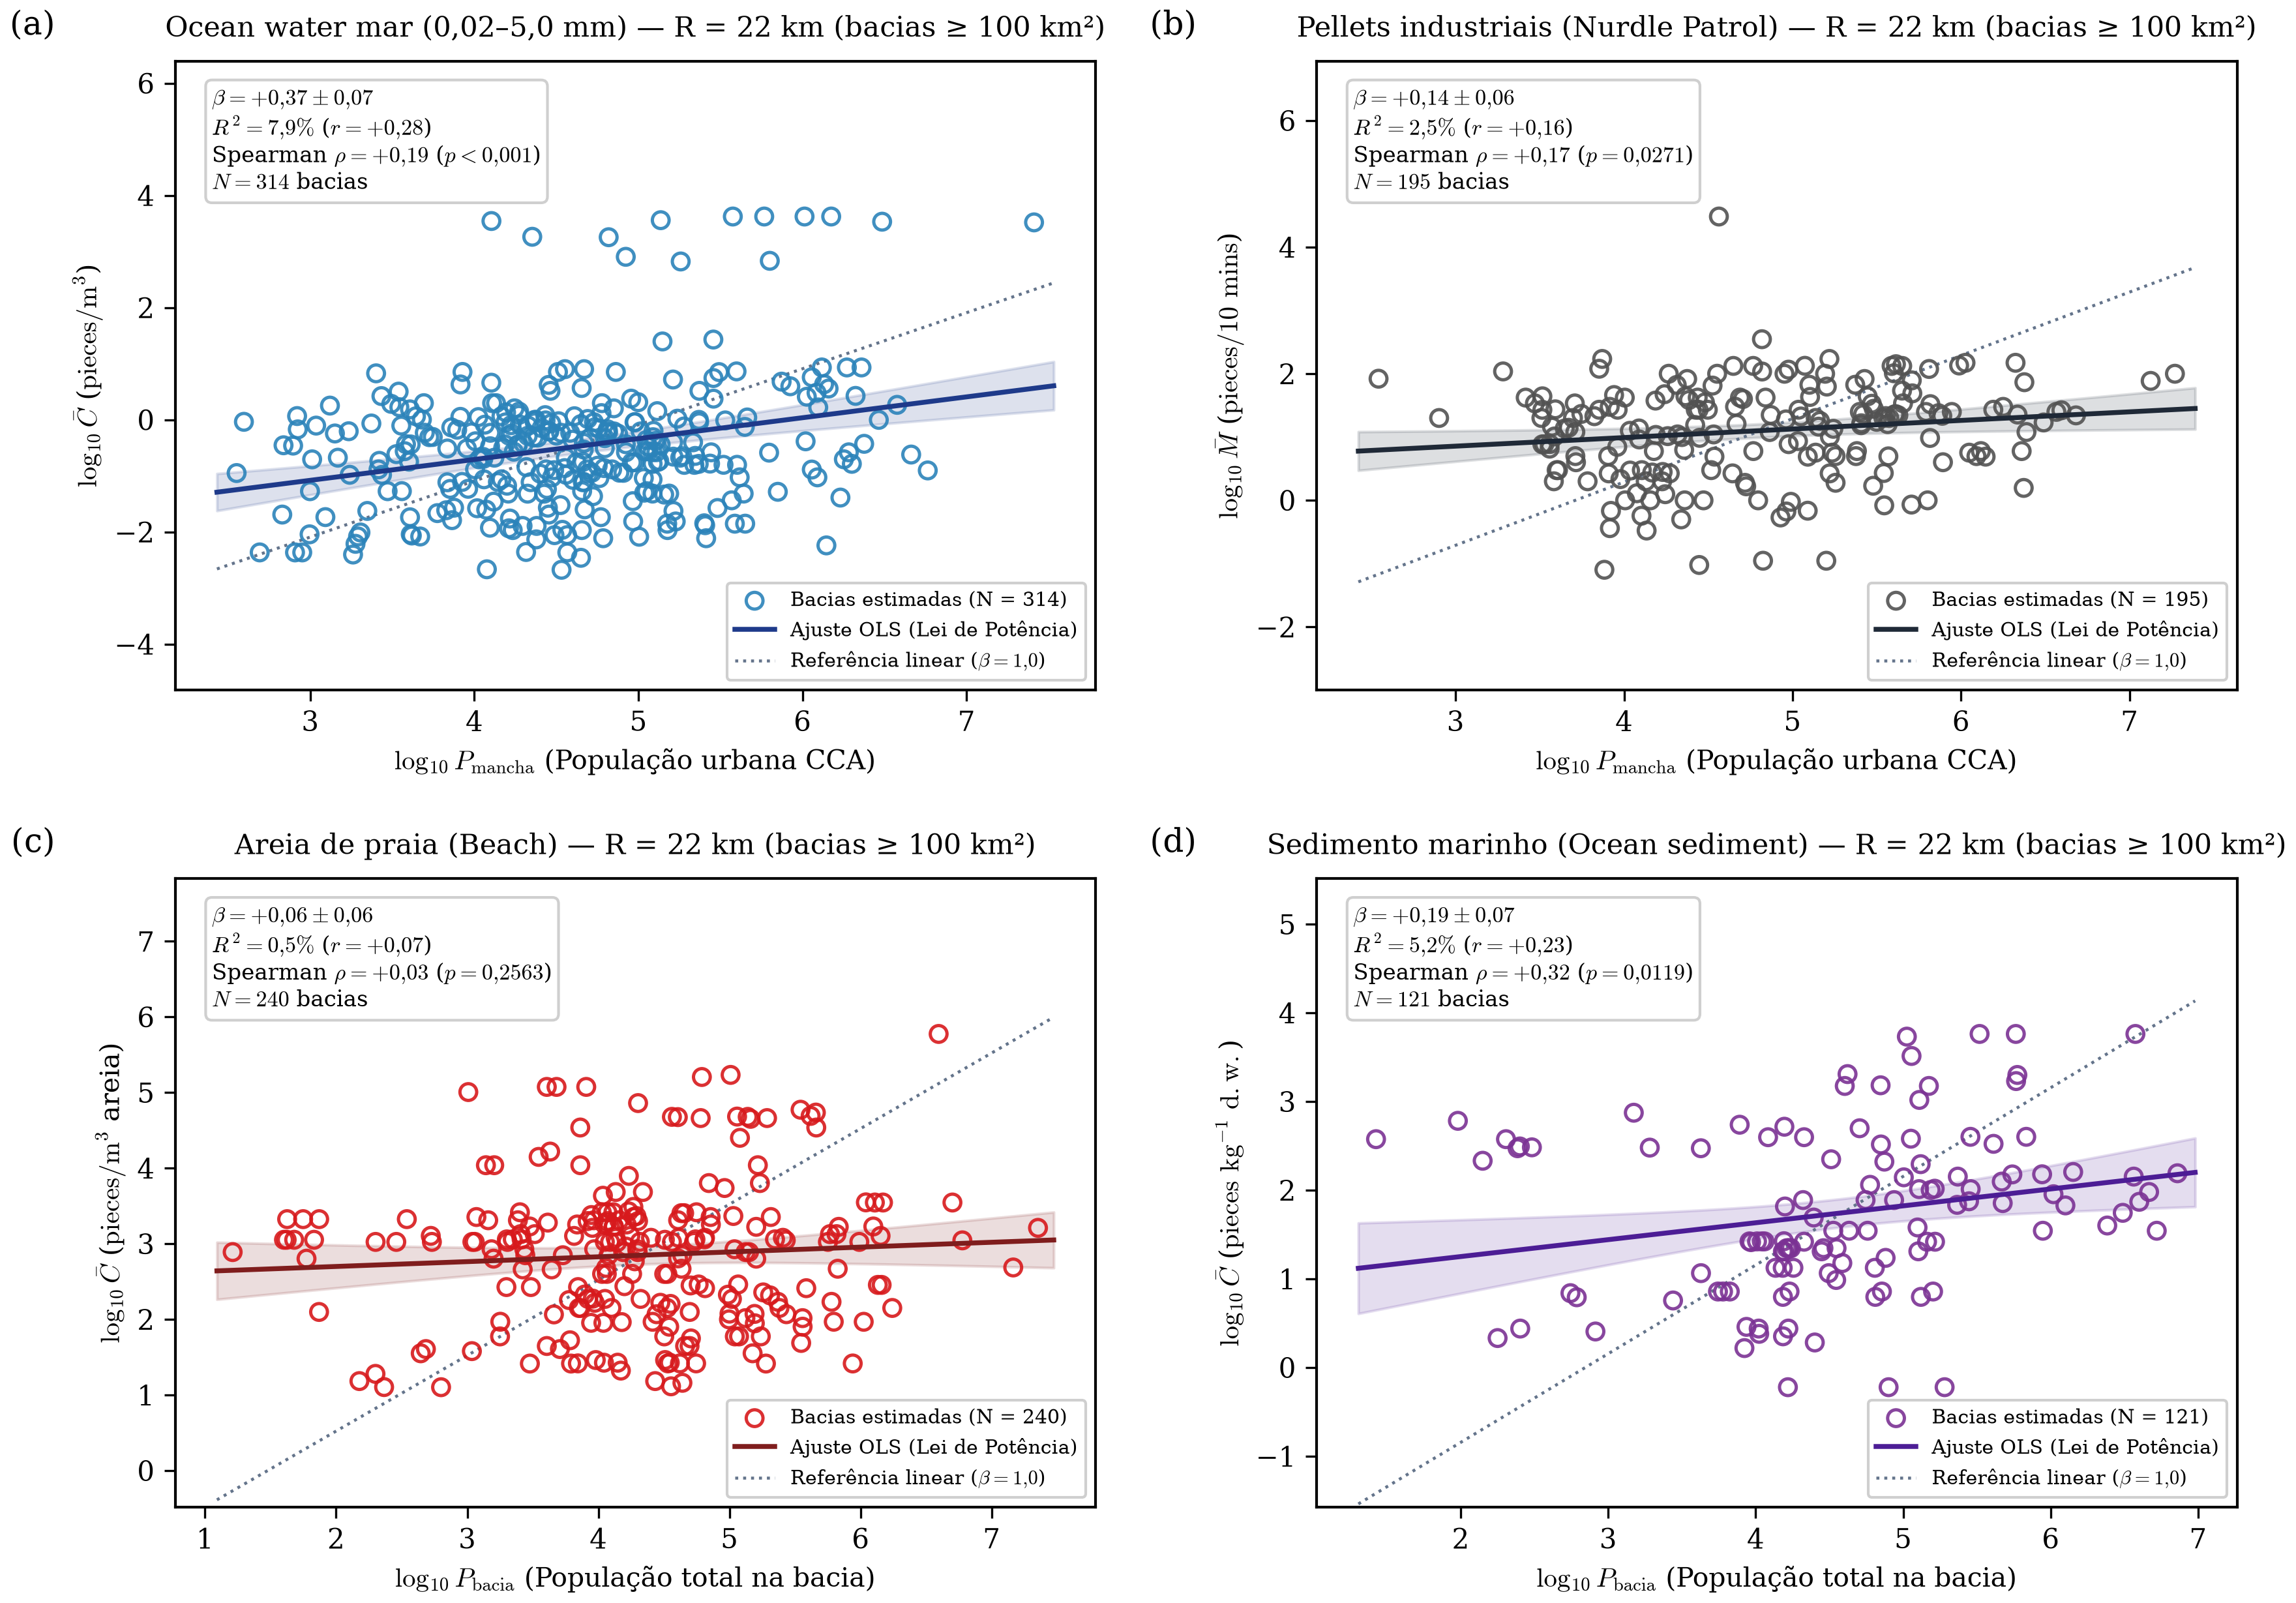 (a)
Ocean water mar (0,02–5,0 mm) — R = 22 km (bacias ≥ 100 km²)
6
4
2
0
−2
−4
log₁₀ C̄ (pieces/m³)
β = +0,37 ± 0,07
R² = 7,9% (r = +0,28)
Spearman ρ = +0,19 (p < 0,001)
N = 314 bacias
Bacias estimadas (N = 314)
Ajuste OLS (Lei de Potência)
Referência linear (β = 1,0)
3 4 5 6 7
log₁₀ P_mancha (População urbana CCA)
(b)
Pellets industriais (Nurdle Patrol) — R = 22 km (bacias ≥ 100 km²)
6
4
2
0
−2
log₁₀ M̄ (pieces/10 mins)
β = +0,14 ± 0,06
R² = 2,5% (r = +0,16)
Spearman ρ = +0,17 (p = 0,0271)
N = 195 bacias
Bacias estimadas (N = 195)
Ajuste OLS (Lei de Potência)
Referência linear (β = 1,0)
3 4 5 6 7
log₁₀ P_mancha (População urbana CCA)
(c)
Areia de praia (Beach) — R = 22 km (bacias ≥ 100 km²)
7
6
5
4
3
2
1
0
log₁₀ C̄ (pieces/m³ areia)
β = +0,06 ± 0,06
R² = 0,5% (r = +0,07)
Spearman ρ = +0,03 (p = 0,2563)
N = 240 bacias
Bacias estimadas (N = 240)
Ajuste OLS (Lei de Potência)
Referência linear (β = 1,0)
1 2 3 4 5 6 7
log₁₀ P_bacia (População total na bacia)
(d)
Sedimento marinho (Ocean sediment) — R = 22 km (bacias ≥ 100 km²)
5
4
3
2
1
0
−1
log₁₀ C̄ (pieces kg⁻¹ d. w. )
β = +0,19 ± 0,07
R² = 5,2% (r = +0,23)
Spearman ρ = +0,32 (p = 0,0119)
N = 121 bacias
Bacias estimadas (N = 121)
Ajuste OLS (Lei de Potência)
Referência linear (β = 1,0)
2 3 4 5 6 7
log₁₀ P_bacia (População total na bacia)